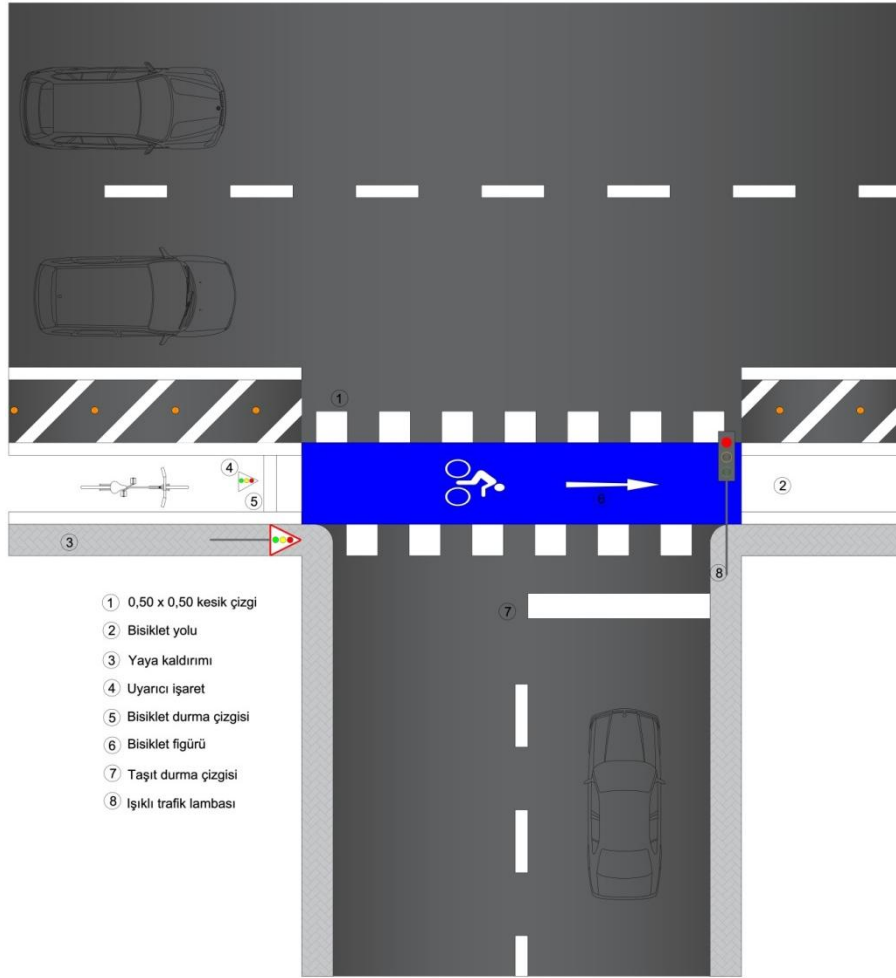 1
4
5
2
3
6
8
7
1 0,50 x 0,50 kesik çizgi
2 Bisiklet yolu
3 Yaya kaldırımı
4 Uyarıcı işaret
5 Bisiklet durma çizgisi
6 Bisiklet figürü
7 Taşıt durma çizgisi
8 Işıklı trafik lambası